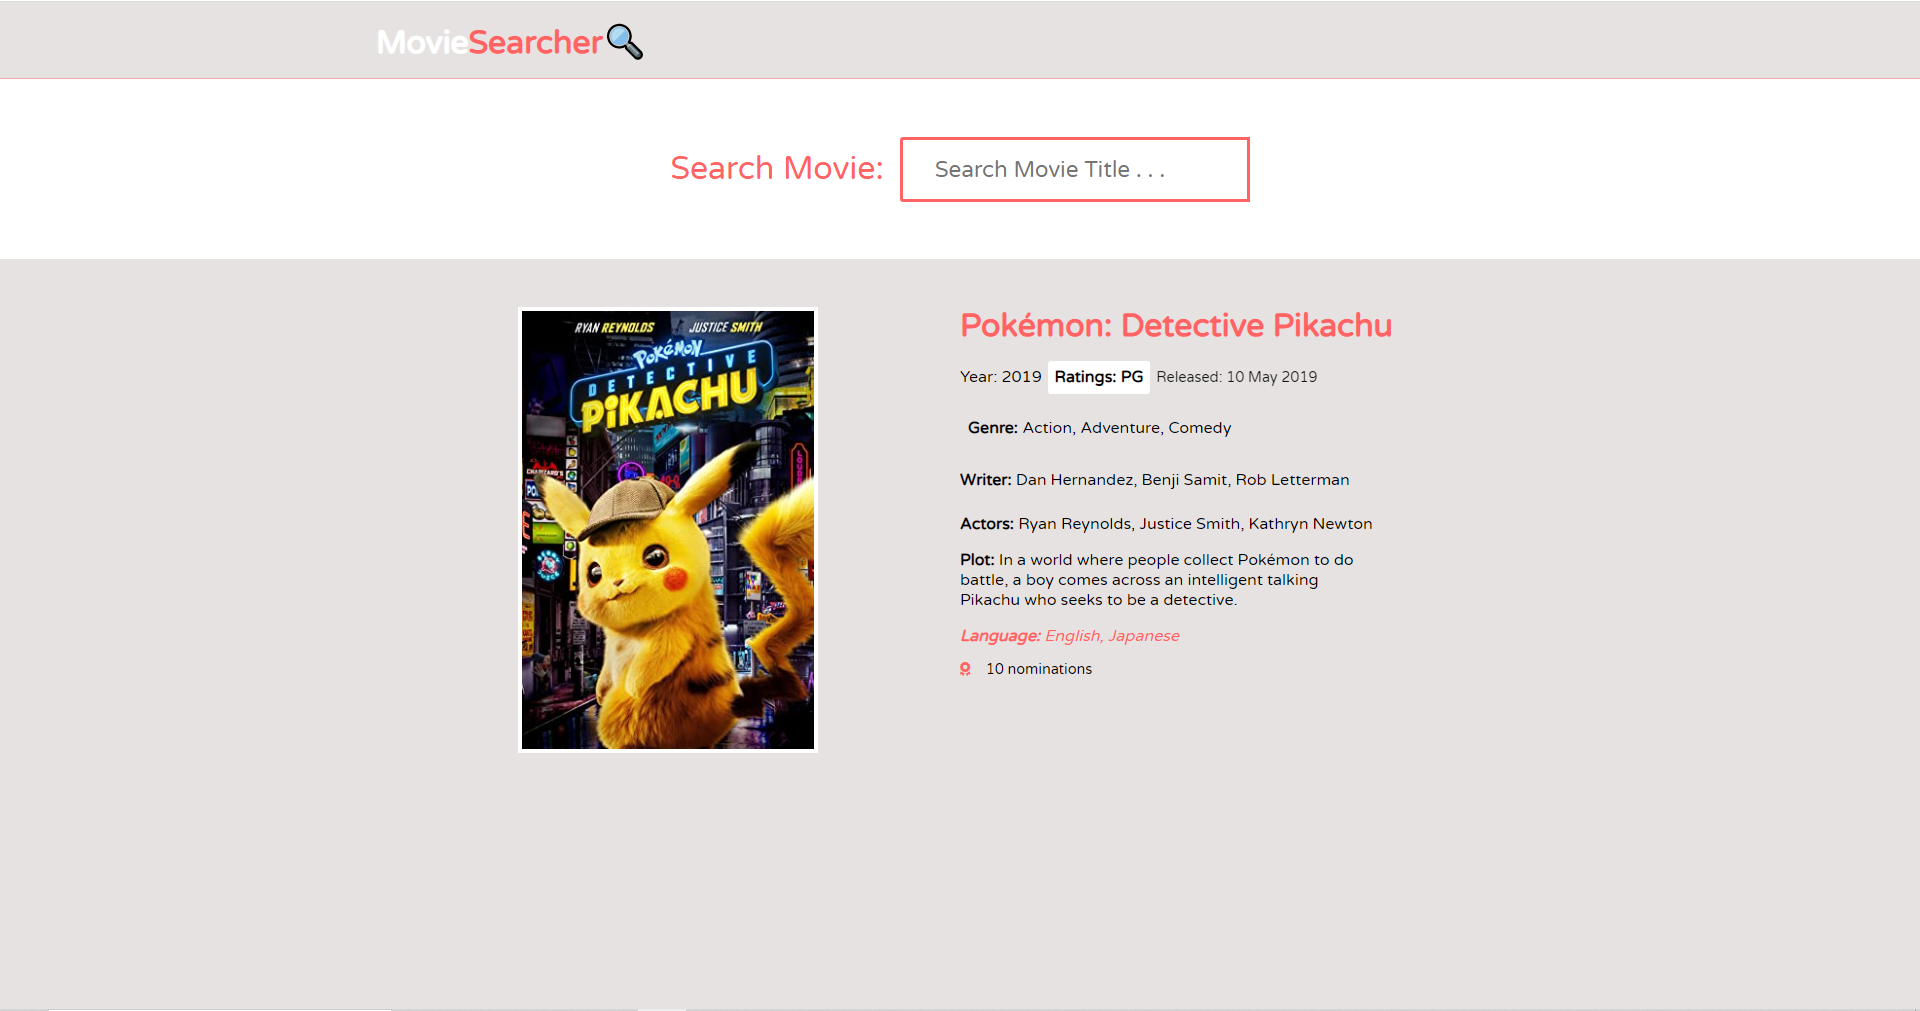 MovieSearcher
Search Movie: Search Movie Title . . .
RYAN REYNOLDS JUSTICE SMITH
POKéMON
DETECTIVE
PIKACHU
Pokémon: Detective Pikachu
Year: 2019 Ratings: PG Released: 10 May 2019
Genre: Action, Adventure, Comedy
Writer: Dan Hernandez, Benji Samit, Rob Letterman
Actors: Ryan Reynolds, Justice Smith, Kathryn Newton
Plot: In a world where people collect Pokémon to do
battle, a boy comes across an intelligent talking
Pikachu who seeks to be a detective.
Language: English, Japanese
10 nominations